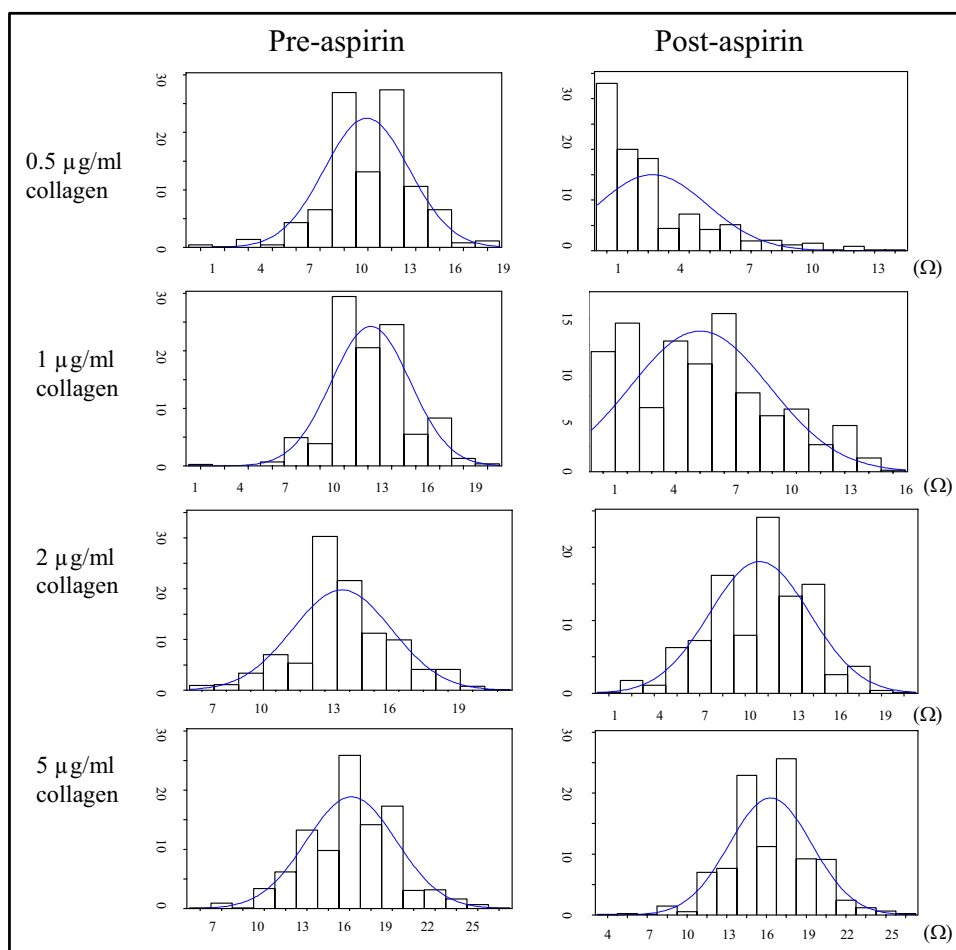 Pre-aspirin Post-aspirin
0.5 µg/ml
collagen
30
20
10
0
1 4 7 10 13 16 19
30
20
10
0
1 4 7 10 13 (Ω)
1 µg/ml
collagen
30
20
10
0
1 4 7 10 13 16 19
15
10
5
0
1 4 7 10 13 16 (Ω)
2 µg/ml
collagen
30
20
10
0
7 10 13 16 19
20
10
0
1 4 7 10 13 16 19 (Ω)
5 µg/ml
collagen
30
20
10
0
7 10 13 16 19 22 25
30
20
10
0
4 7 10 13 16 19 22 25 (Ω)